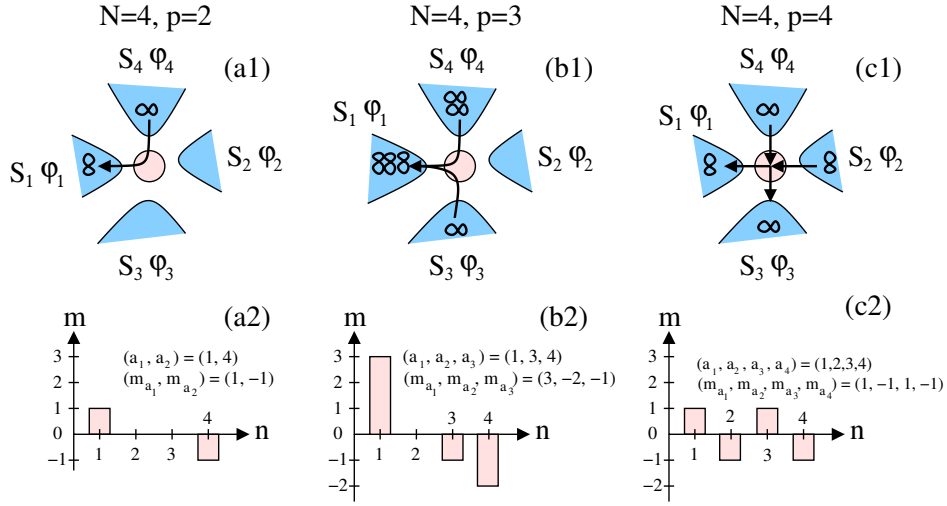 N=4, p=2
N=4, p=3
N=4, p=4
S₄ φ₄ (a1)
S₁ φ₁
S₂ φ₂
S₃ φ₃
S₄ φ₄ (b1)
S₁ φ₁
S₂ φ₂
S₃ φ₃
S₄ φ₄ (c1)
S₁ φ₁
S₂ φ₂
S₃ φ₃
m (a2)
(a₁, a₂) = (1, 4)
(mₐ₁, mₐ₂) = (1, −1)
3
2
1
0
−1
4
1 2 3
n
m (b2)
(a₁, a₂, a₃) = (1, 3, 4)
(mₐ₁, mₐ₂, mₐ₃) = (3, −2, −1)
3
2
1
0
−1
−2
3 4
1 2
n
m (c2)
(a₁, a₂, a₃, a₄) = (1,2,3,4)
(mₐ₁, mₐ₂, mₐ₃, mₐ₄) = (1, −1, 1, −1)
3
2
1
0
−1
−2
2 4
1 3
n